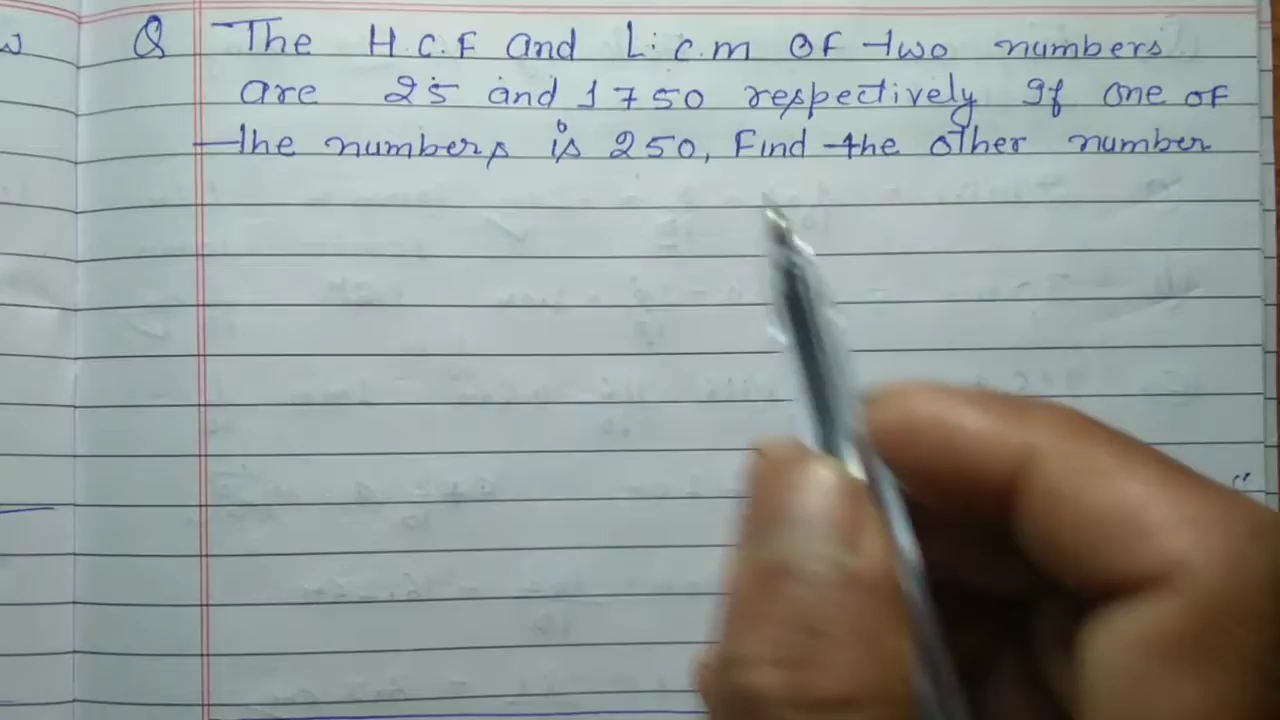 Q The H.C.F and L.c.m OF two numbers
are 25 and 1750 respectively If one of
the numbers is 250, Find the other number